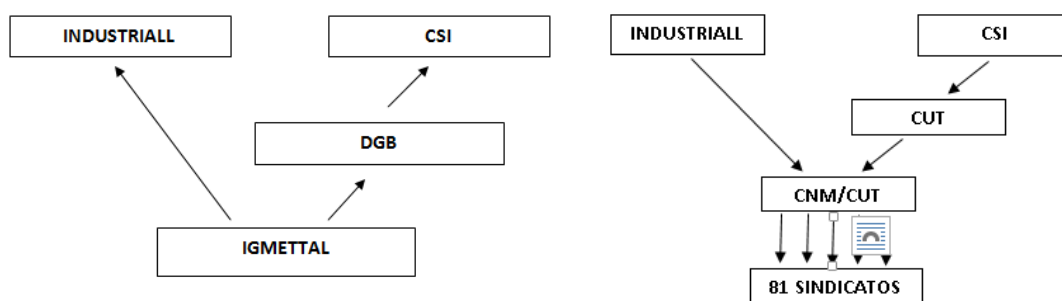 INDUSTRIALL
CSI
DGB
IGMETTAL
INDUSTRIALL
CSI
CUT
CNM/CUT
81 SINDICATOS